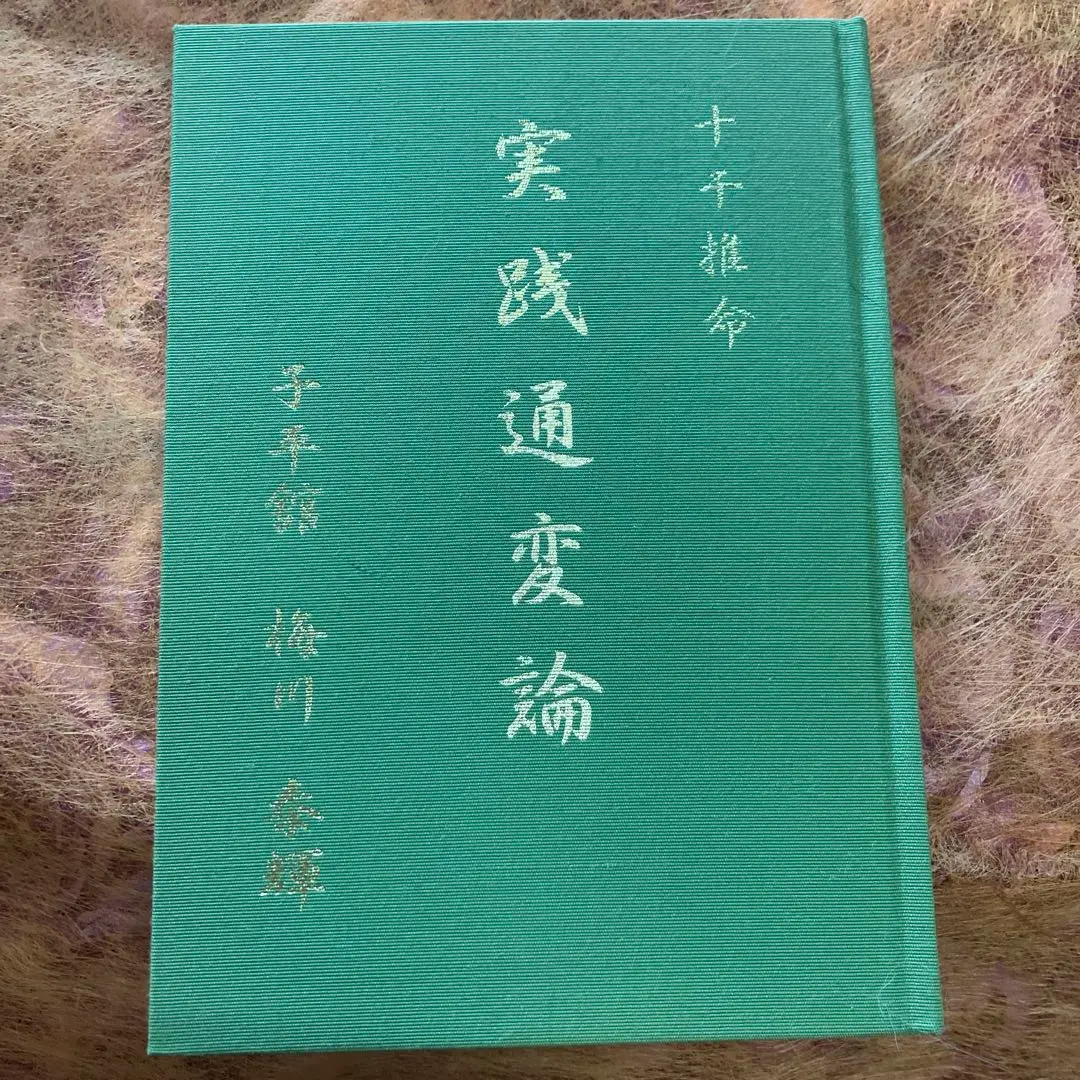 十干推命
実践通変論
子平館 梅川 泰輝